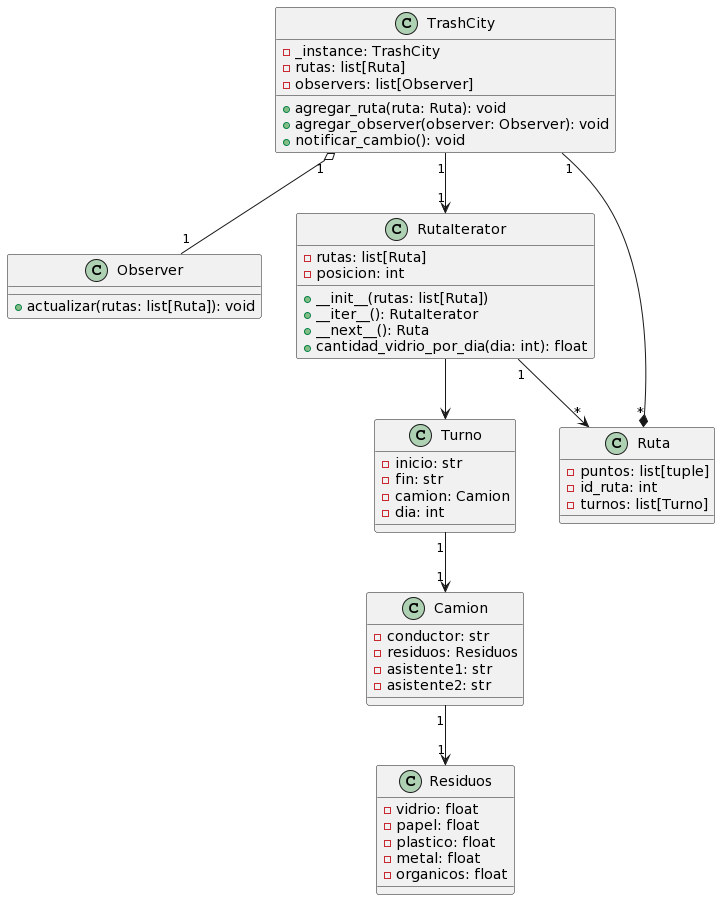 C TrashCity
_instance: TrashCity
rutas: list[Ruta]
observers: list[Observer]
agregar_ruta(ruta: Ruta): void
agregar_observer(observer: Observer): void
notificar_cambio(): void
1
1
1
1
1
C Observer
actualizar(rutas: list[Ruta]): void
C RutaIterator
rutas: list[Ruta]
posicion: int
__init__(rutas: list[Ruta])
__iter__(): RutaIterator
__next__(): Ruta
cantidad_vidrio_por_dia(dia: int): float
1
*
*
C Turno
inicio: str
fin: str
camion: Camion
dia: int
C Ruta
puntos: list[tuple]
id_ruta: int
turnos: list[Turno]
1
1
C Camion
conductor: str
residuos: Residuos
asistente1: str
asistente2: str
1
1
C Residuos
vidrio: float
papel: float
plastico: float
metal: float
organicos: float